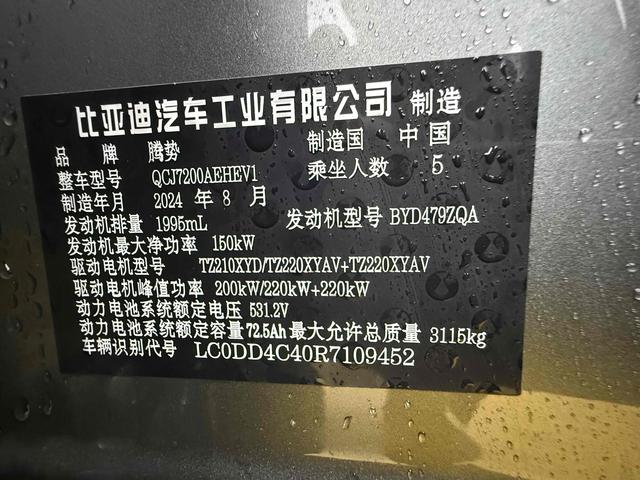 比亚迪汽车工业有限公司 制造
品牌 腾势 制造国 中国
整车型号 QCJ7200AEHEV1 乘坐人数 5
制造年月 2024 年 8 月
发动机排量 1995mL 发动机型号 BYD479ZQA
发动机最大净功率 150kW
驱动电机型号 TZ210XYD/TZ220XYAV+TZ220XYAV
驱动电机峰值功率 200kW/220kW+220kW
动力电池系统额定电压 531.2V
动力电池系统额定容量 72.5Ah 最大允许总质量 3115kg
车辆识别代号 LC0DD4C40R7109452